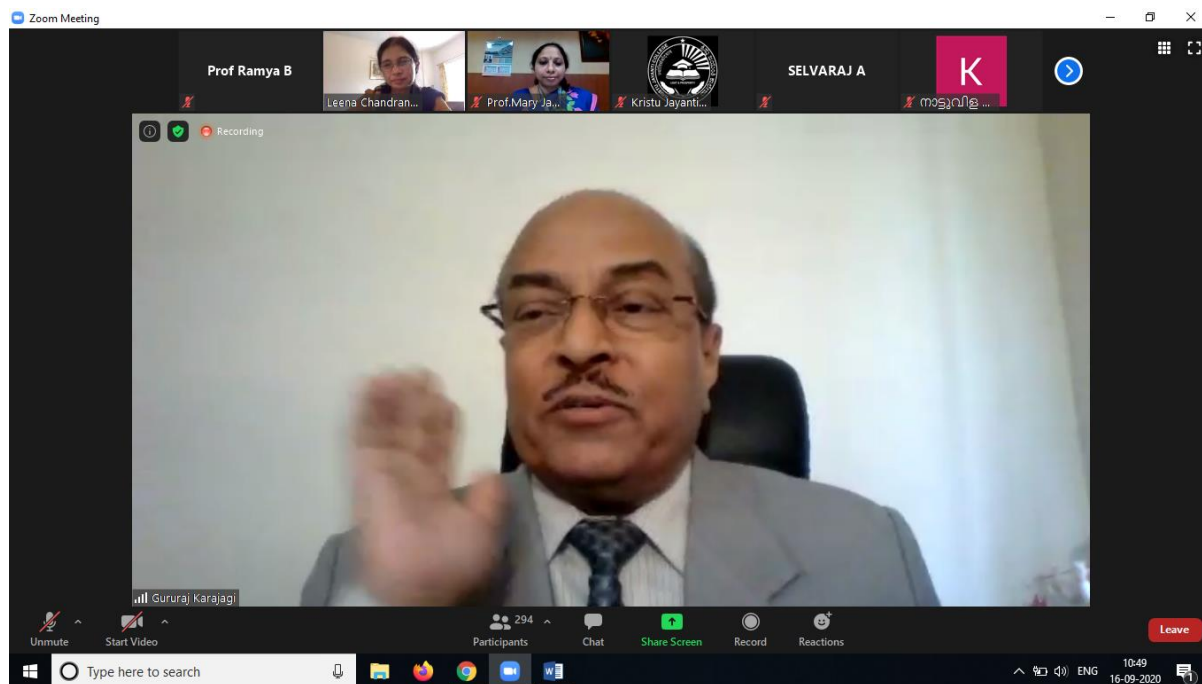 Zoom Meeting
Prof Ramya B
Leena Chandran...
Prof.Mary Ja...
Kristu Jayanti...
SELVARAJ A
K
നാട്ടുവിള ...
Recording
Gururaj Karajagi
Unmute
Start Video
294
Participants
Chat
Share Screen
Record
Reactions
Leave
Type here to search
W
ENG
10:49
16-09-2020
1